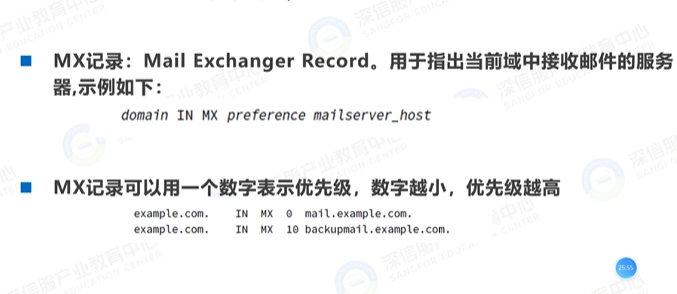 MX记录：Mail Exchanger Record。用于指出当前域中接收邮件的服务
器,示例如下：
domain IN MX preference mailserver_host
MX记录可以用一个数字表示优先级，数字越小，优先级越高
example.com. IN MX 0 mail.example.com.
example.com. IN MX 10 backupmail.example.com.
25:55